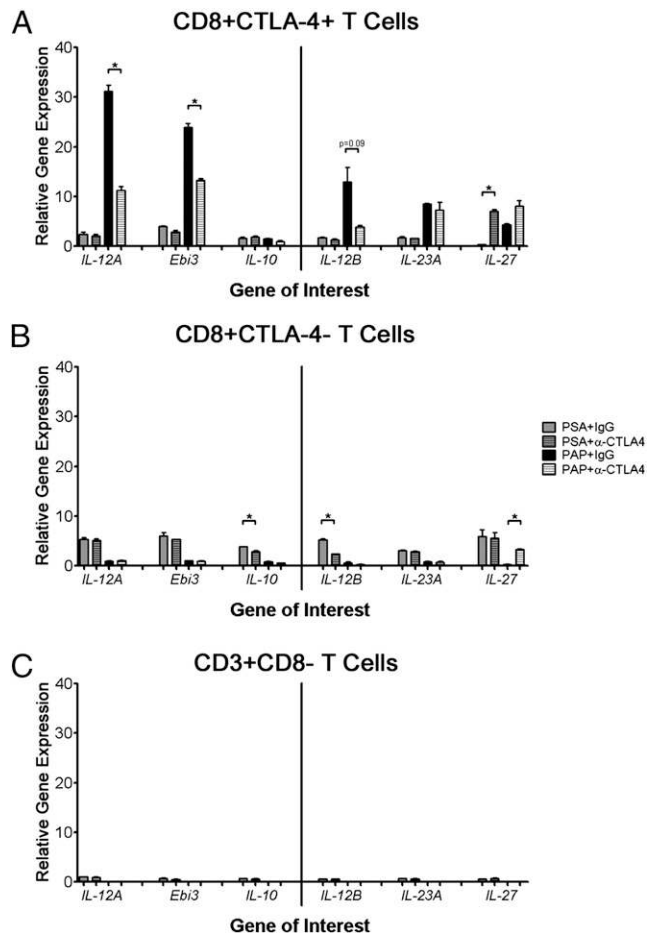 A
CD8+CTLA-4+ T Cells
Relative Gene Expression
40
30
20
10
0
*
*
p=0.09
*
IL-12A Ebi3 IL-10 IL-12B IL-23A IL-27
Gene of Interest
B
CD8+CTLA-4- T Cells
Relative Gene Expression
40
30
20
10
0
*
*
*
IL-12A Ebi3 IL-10 IL-12B IL-23A IL-27
Gene of Interest
PSA+IgG
PSA+α-CTLA4
PAP+IgG
PAP+α-CTLA4
C
CD3+CD8- T Cells
Relative Gene Expression
40
30
20
10
0
IL-12A Ebi3 IL-10 IL-12B IL-23A IL-27
Gene of Interest